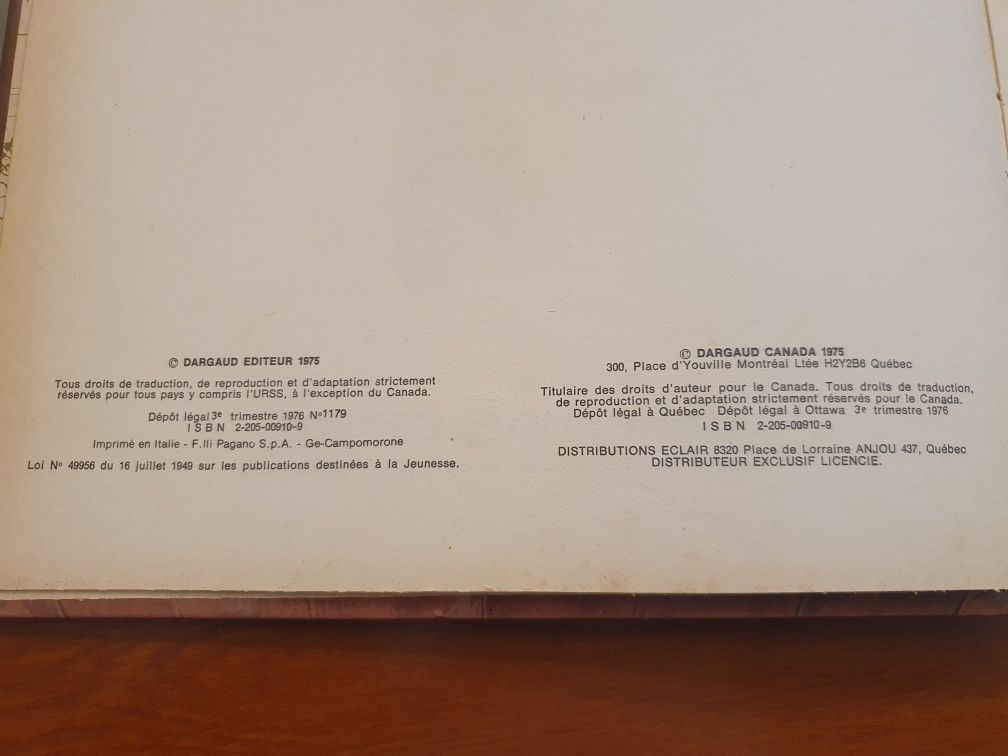 © DARGAUD EDITEUR 1975
Tous droits de traduction, de reproduction et d'adaptation strictement
réservés pour tous pays y compris l'URSS, à l'exception du Canada.
Dépôt légal 3e trimestre 1976 No 1179
ISBN 2-205-00910-9
Imprimé en Italie - F.lli Pagano S.p.A. - Ge-Campomorone
Loi No 49956 du 16 juillet 1949 sur les publications destinées à la Jeunesse.
© DARGAUD CANADA 1975
300, Place d'Youville Montréal Ltée H2Y2B6 Québec
Titulaire des droits d'auteur pour le Canada. Tous droits de traduction,
de reproduction et d'adaptation strictement réservés pour le Canada.
Dépôt légal à Québec Dépôt légal à Ottawa 3e trimestre 1976
ISBN 2-205-00910-9
DISTRIBUTIONS ECLAIR 8320 Place de Lorraine ANJOU 437, Québec
DISTRIBUTEUR EXCLUSIF LICENCIE.